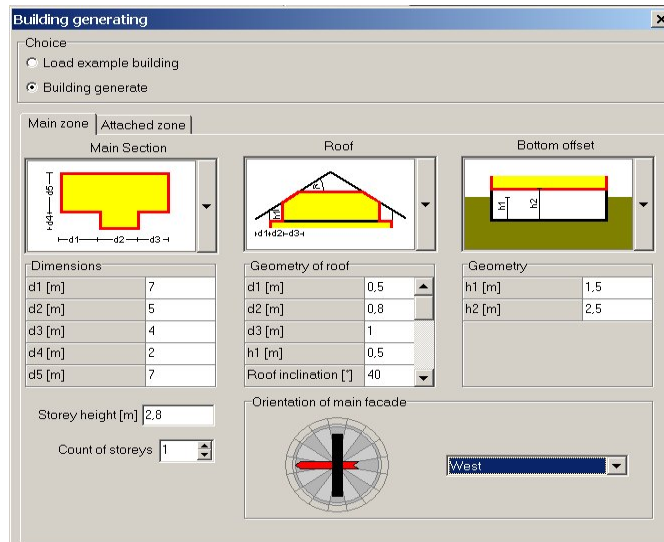 Building generating
Choice
Load example building
Building generate
Main zone
Attached zone
Main Section
Roof
Bottom offset
d5
d4
d1 d2 d3
h1
d1 d2 d3
h1
h2
Dimensions
d1 [m] 7
d2 [m] 5
d3 [m] 4
d4 [m] 2
d5 [m] 7
Geometry of roof
d1 [m] 0,5
d2 [m] 0,8
d3 [m] 1
h1 [m] 0,5
Roof inclination [°] 40
Geometry
h1 [m] 1,5
h2 [m] 2,5
Storey height [m] 2,8
Count of storeys 1
Orientation of main facade
West